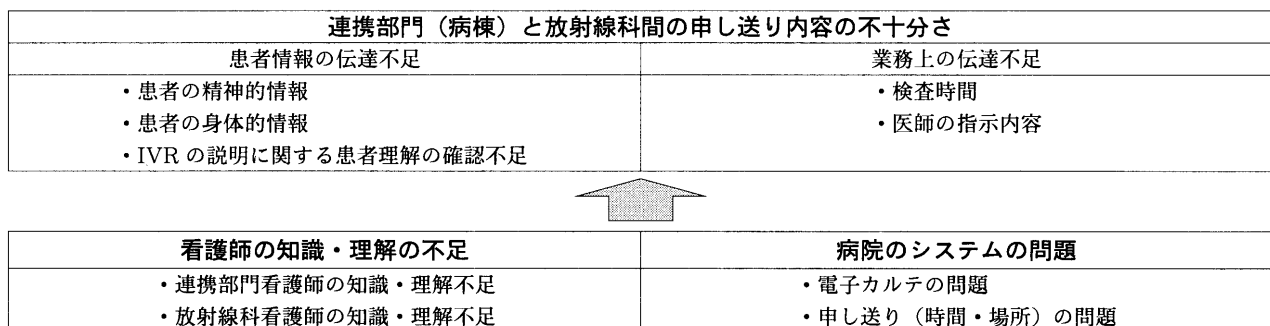 連携部門（病棟）と放射線科間の申し送り内容の不十分さ
患者情報の伝達不足
業務上の伝達不足
・患者の精神的情報
・患者の身体的情報
・IVR の説明に関する患者理解の確認不足
・検査時間
・医師の指示内容
看護師の知識・理解の不足
病院のシステムの問題
・連携部門看護師の知識・理解不足
・放射線科看護師の知識・理解不足
・電子カルテの問題
・申し送り（時間・場所）の問題